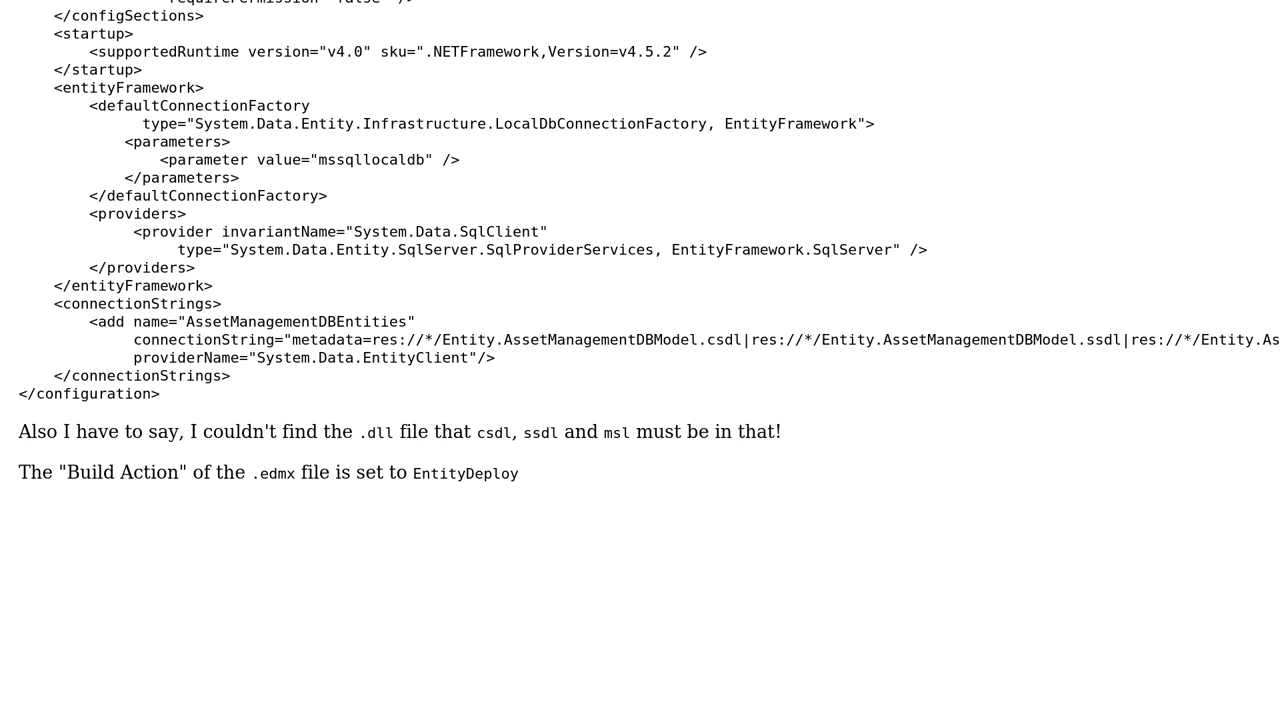 </configSections>
<startup>
<supportedRuntime version="v4.0" sku=".NETFramework,Version=v4.5.2" />
</startup>
<entityFramework>
<defaultConnectionFactory
type="System.Data.Entity.Infrastructure.LocalDbConnectionFactory, EntityFramework">
<parameters>
<parameter value="mssqllocaldb" />
</parameters>
</defaultConnectionFactory>
<providers>
<provider invariantName="System.Data.SqlClient"
type="System.Data.Entity.SqlServer.SqlProviderServices, EntityFramework.SqlServer" />
</providers>
</entityFramework>
<connectionStrings>
<add name="AssetManagementDBEntities"
connectionString="metadata=res://*/Entity.AssetManagementDBModel.csdl|res://*/Entity.AssetManagementDBModel.ssdl|res://*/Entity.As
providerName="System.Data.EntityClient"/>
</connectionStrings>
</configuration>
Also I have to say, I couldn't find the .dll file that csdl, ssdl and msl must be in that!
The "Build Action" of the .edmx file is set to EntityDeploy